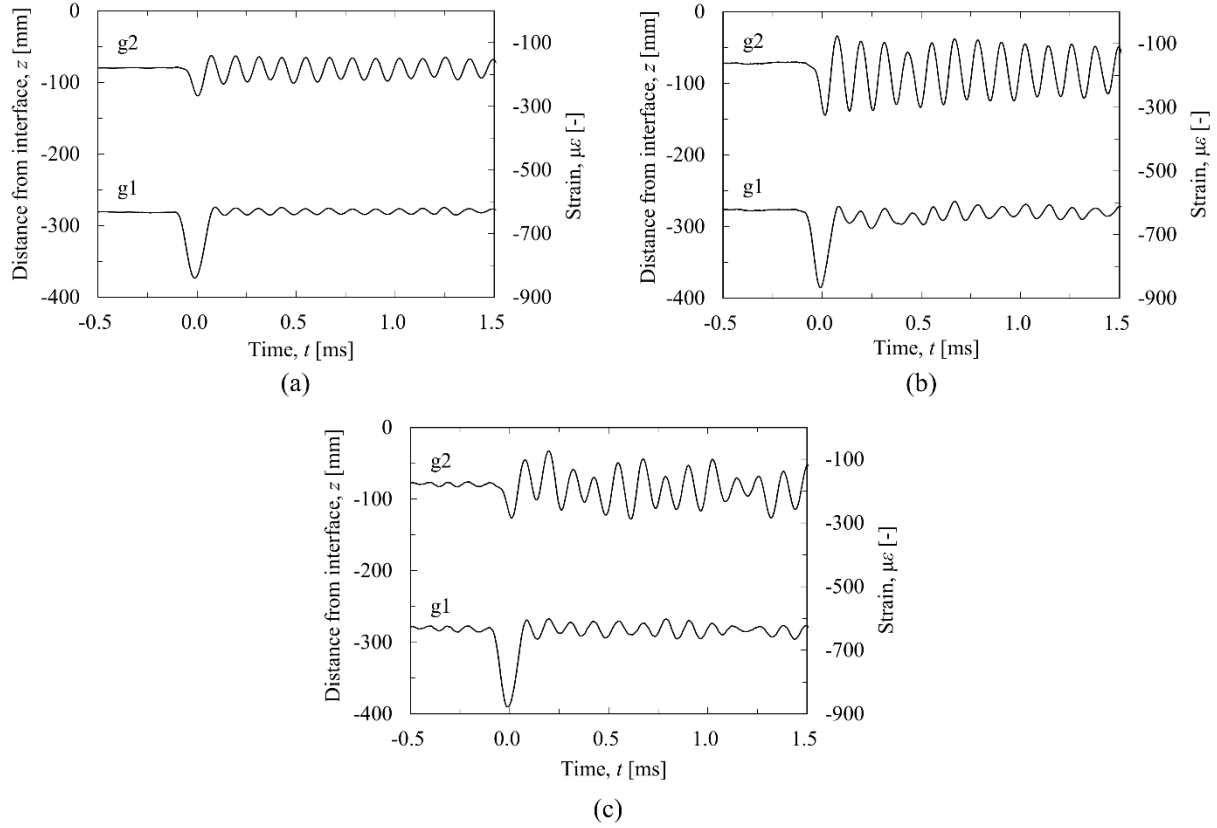 0
-100
-200
-300
-400
Distance from interface, z [mm]
g2
g1
-100
-300
-500
-700
-900
Strain, με [-]
-0.5 0.0 0.5 1.0 1.5
Time, t [ms]
(a)
0
-100
-200
-300
-400
Distance from interface, z [mm]
g2
g1
-100
-300
-500
-700
-900
Strain, με [-]
-0.5 0.0 0.5 1.0 1.5
Time, t [ms]
(b)
0
-100
-200
-300
-400
Distance from interface, z [mm]
g2
g1
-100
-300
-500
-700
-900
Strain, με [-]
-0.5 0.0 0.5 1.0 1.5
Time, t [ms]
(c)